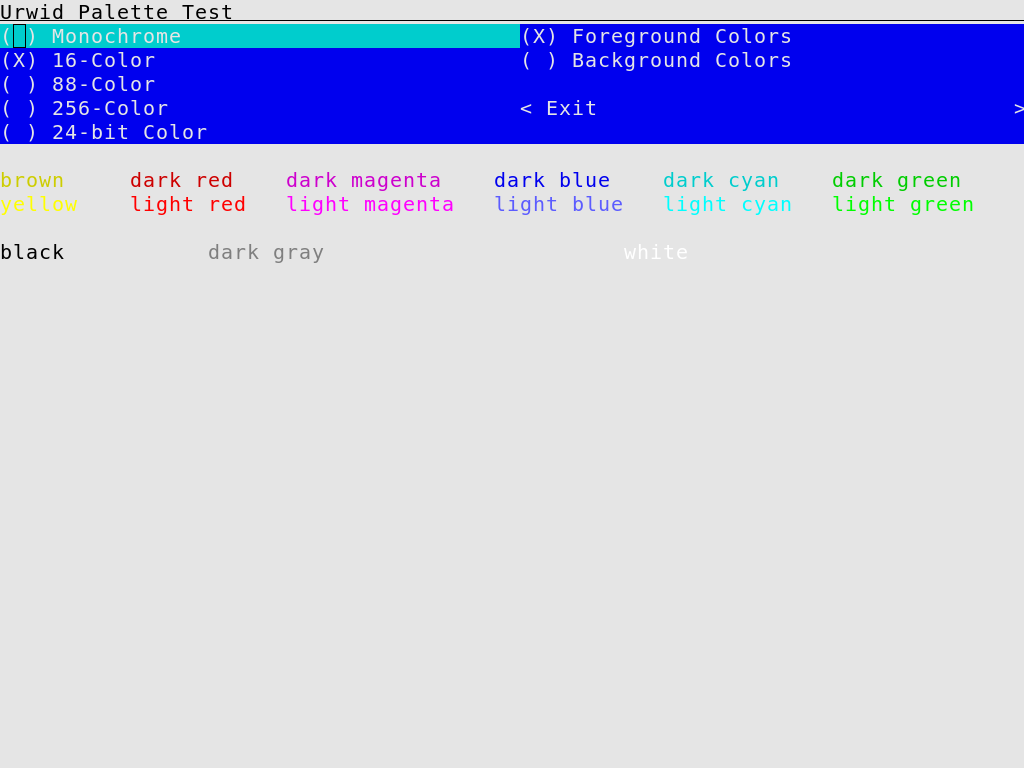 Urwid Palette Test
( ) Monochrome (X) Foreground Colors
(X) 16-Color ( ) Background Colors
( ) 88-Color
( ) 256-Color < Exit >
( ) 24-bit Color
brown dark red dark magenta dark blue dark cyan dark green
yellow light red light magenta light blue light cyan light green
black dark gray white